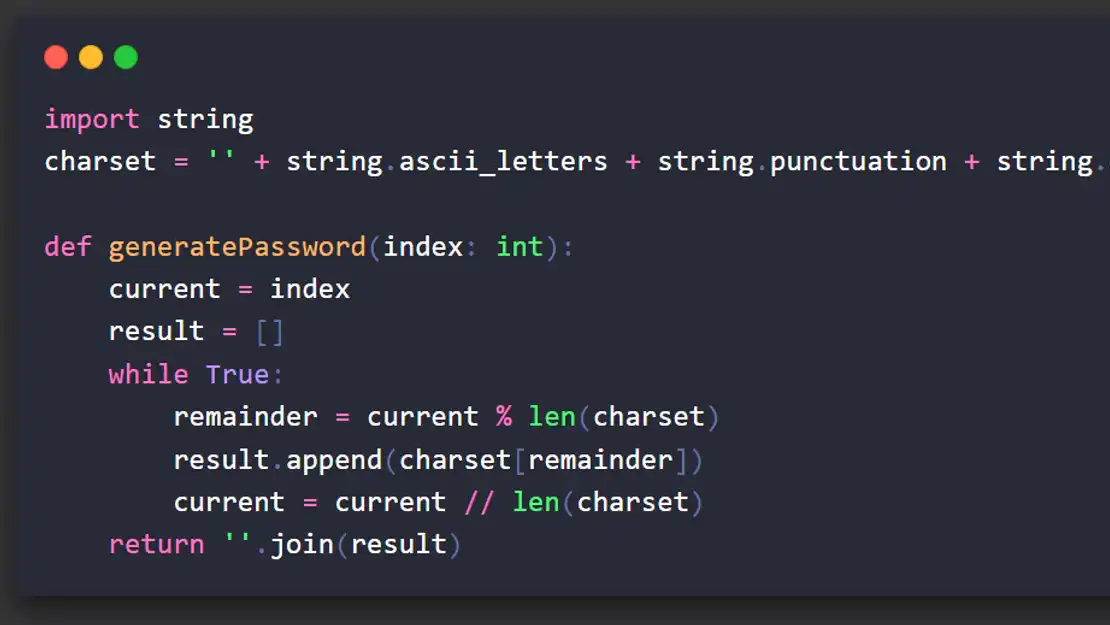 import string
charset = '' + string.ascii_letters + string.punctuation + string.
def generatePassword(index: int):
    current = index
    result = []
    while True:
        remainder = current % len(charset)
        result.append(charset[remainder])
        current = current // len(charset)
    return ''.join(result)